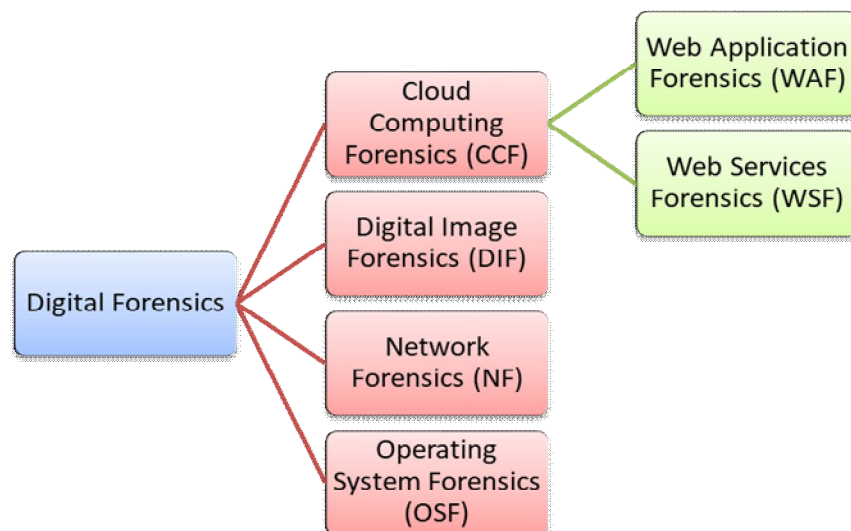 Digital Forensics
Cloud
Computing
Forensics (CCF)
Digital Image
Forensics (DIF)
Network
Forensics (NF)
Operating
System Forensics
(OSF)
Web Application
Forensics (WAF)
Web Services
Forensics (WSF)